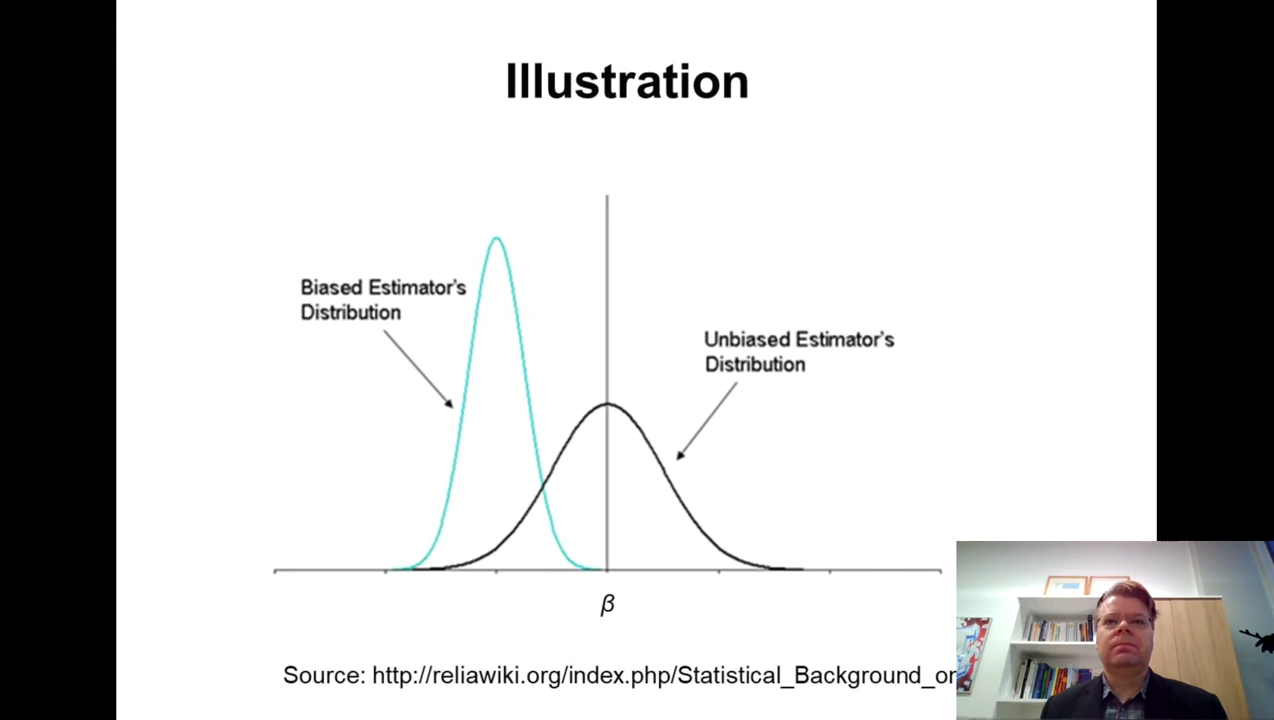 Illustration
Biased Estimator's
Distribution
Unbiased Estimator's
Distribution
β
Source: http://reliawiki.org/index.php/Statistical_Background_or